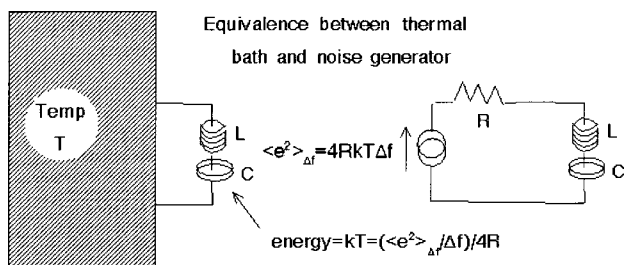 Equivalence between thermal
bath and noise generator
Temp
T
L
C
<e²>Δf=4RkTΔf
R
L
C
energy=kT=(<e²>Δf/Δf)/4R